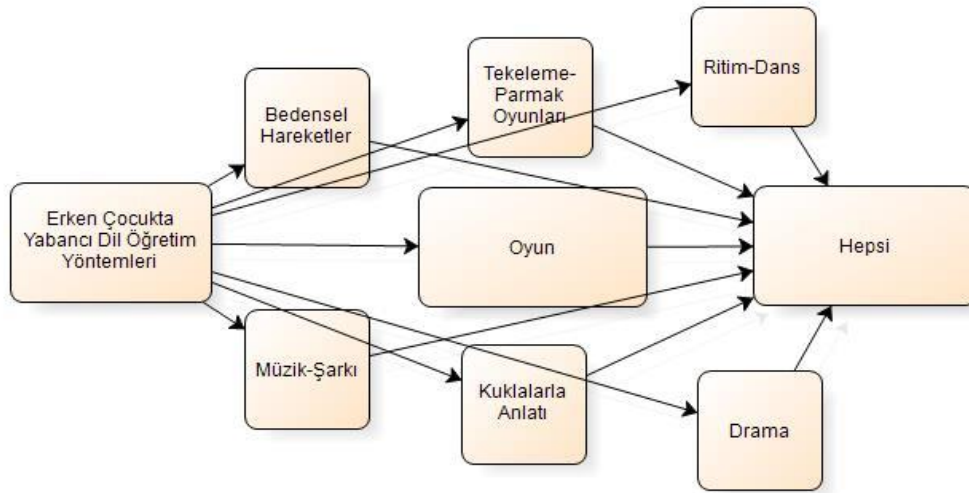 Ritim-Dans
Tekeleme-
Parmak
Oyunları
Bedensel
Hareketler
Erken Çocukta
Yabancı Dil Öğretim
Yöntemleri
Oyun
Hepsi
Müzik-Şarkı
Kuklalarla
Anlatı
Drama